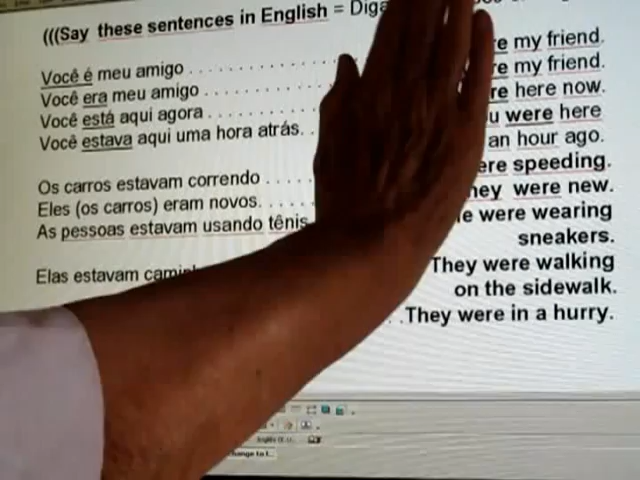 (((Say these sentences in English = Diga
Você é meu amigo . . . . . . . . . . . . . . . . . . . e my friend.
Você era meu amigo . . . . . . . . . . . . . . . . re my friend.
Você está aqui agora . . . . . . . . . . . . . . . re here now.
Você estava aqui uma hora atrás. . u were here
an hour ago.
Os carros estavam correndo . . . . . ere speeding.
Eles (os carros) eram novos. . . . . . hey were new.
As pessoas estavam usando tênis e were wearing
sneakers.
Elas estavam They were walking
on the sidewalk.
. .They were in a hurry.